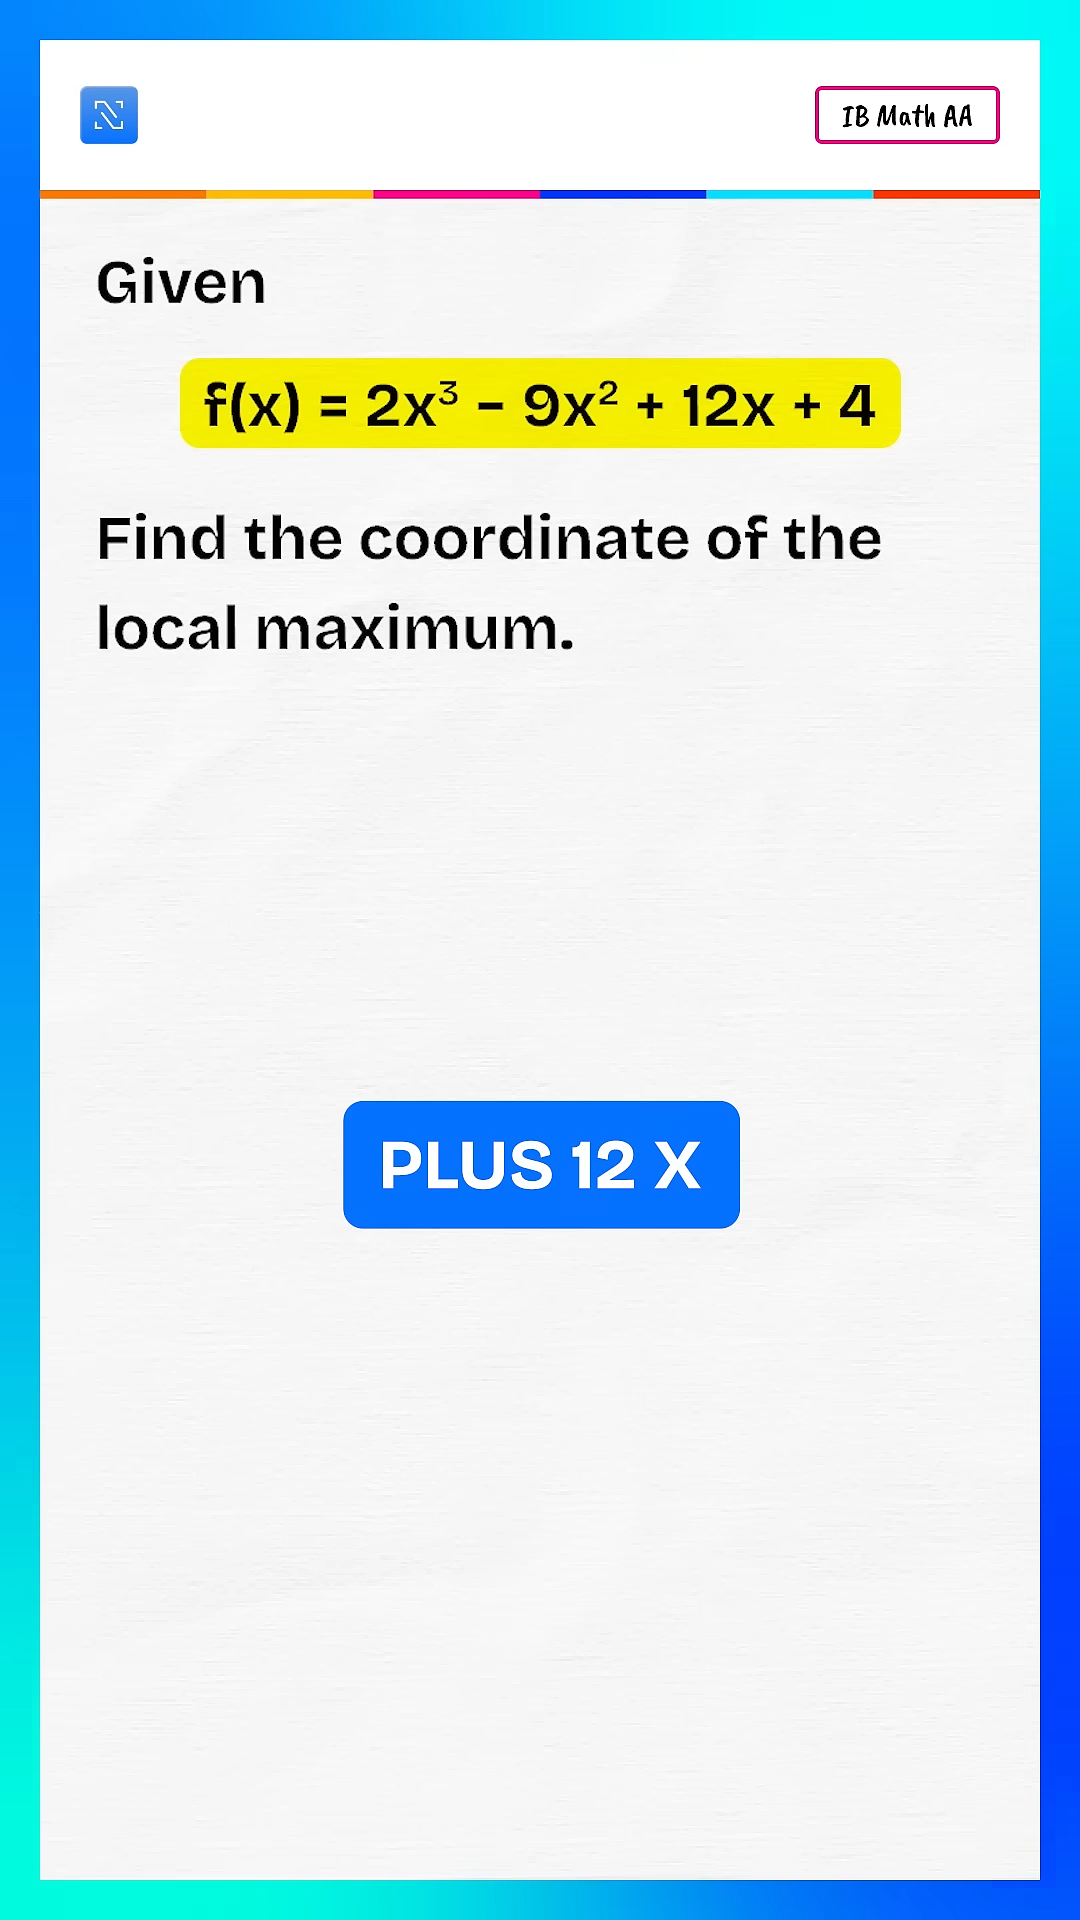 IB Math AA
Given
f(x) = 2x³ − 9x² + 12x + 4
Find the coordinate of the
local maximum.
PLUS 12 X